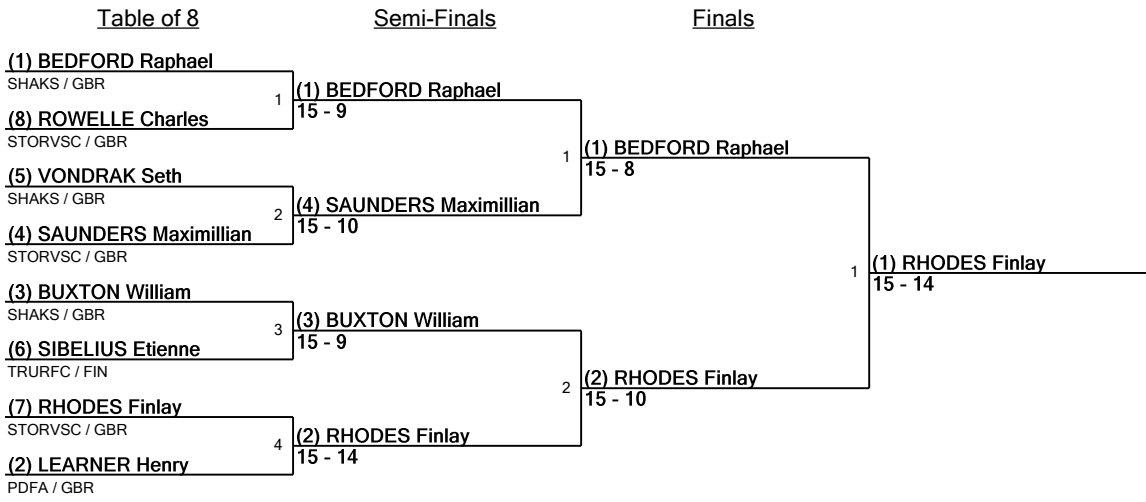 Table of 8
Semi-Finals
Finals
(1) BEDFORD Raphael
SHAKS / GBR
(8) ROWELLE Charles
STORVSC / GBR
(5) VONDRAK Seth
SHAKS / GBR
(4) SAUNDERS Maximillian
STORVSC / GBR
(3) BUXTON William
SHAKS / GBR
(6) SIBELIUS Etienne
TRURFC / FIN
(7) RHODES Finlay
STORVSC / GBR
(2) LEARNER Henry
PDFA / GBR
1
(1) BEDFORD Raphael
15 - 9
2
(4) SAUNDERS Maximillian
15 - 10
3
(3) BUXTON William
15 - 9
4
(2) RHODES Finlay
15 - 14
1
(1) BEDFORD Raphael
15 - 8
2
(2) RHODES Finlay
15 - 10
1
(1) RHODES Finlay
15 - 14